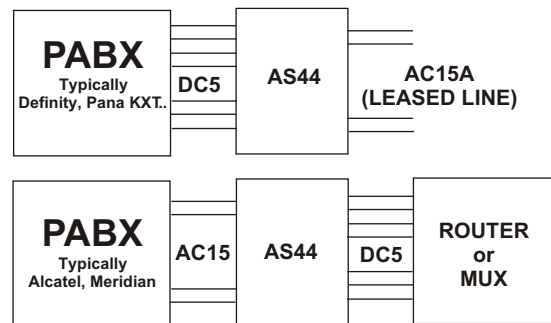 PABX
Typically
Definity, Pana KXT..
DC5
AS44
AC15A
(LEASED LINE)
PABX
Typically
Alcatel, Meridian
AC15
AS44
DC5
ROUTER
or
MUX